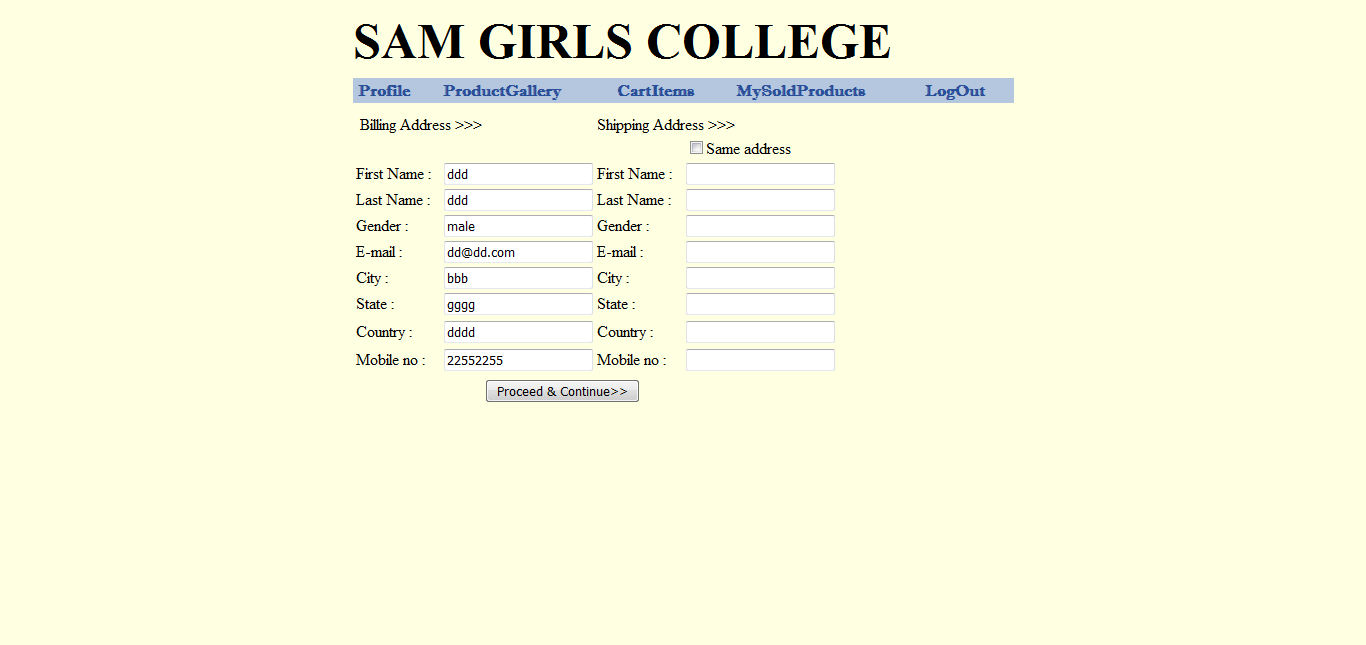 SAM GIRLS COLLEGE
Profile ProductGallery CartItems MySoldProducts LogOut
Billing Address >>> Shipping Address >>>
Same address
First Name : ddd First Name :
Last Name : ddd Last Name :
Gender : male Gender :
E-mail : dd@dd.com E-mail :
City : bbb City :
State : gggg State :
Country : dddd Country :
Mobile no : 22552255 Mobile no :
Proceed & Continue>>